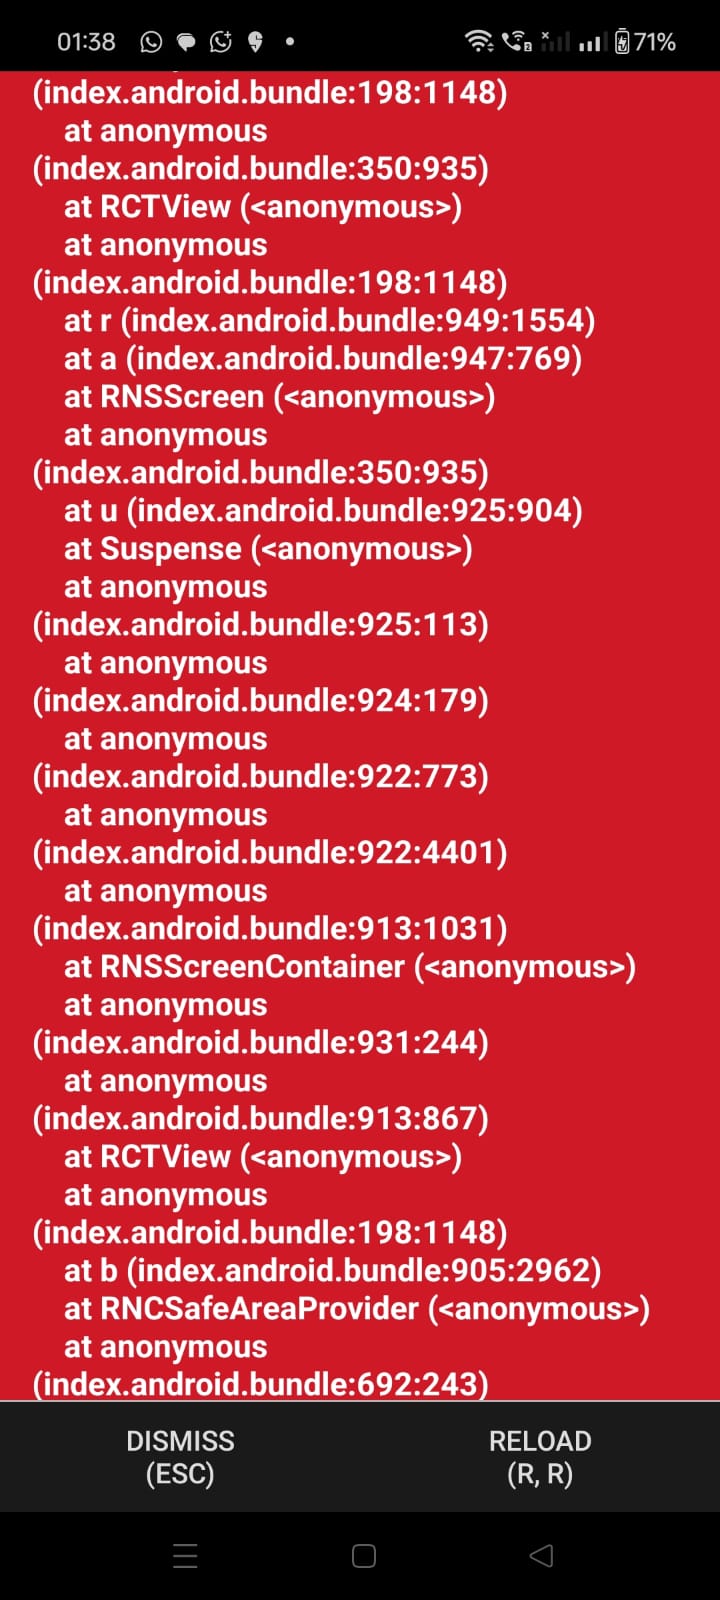 01:38
71%
(index.android.bundle:198:1148)
at anonymous
(index.android.bundle:350:935)
at RCTView (<anonymous>)
at anonymous
(index.android.bundle:198:1148)
at r (index.android.bundle:949:1554)
at a (index.android.bundle:947:769)
at RNSScreen (<anonymous>)
at anonymous
(index.android.bundle:350:935)
at u (index.android.bundle:925:904)
at Suspense (<anonymous>)
at anonymous
(index.android.bundle:925:113)
at anonymous
(index.android.bundle:924:179)
at anonymous
(index.android.bundle:922:773)
at anonymous
(index.android.bundle:922:4401)
at anonymous
(index.android.bundle:913:1031)
at RNSScreenContainer (<anonymous>)
at anonymous
(index.android.bundle:931:244)
at anonymous
(index.android.bundle:913:867)
at RCTView (<anonymous>)
at anonymous
(index.android.bundle:198:1148)
at b (index.android.bundle:905:2962)
at RNCSafeAreaProvider (<anonymous>)
at anonymous
(index.android.bundle:692:243)
DISMISS
(ESC)
RELOAD
(R, R)